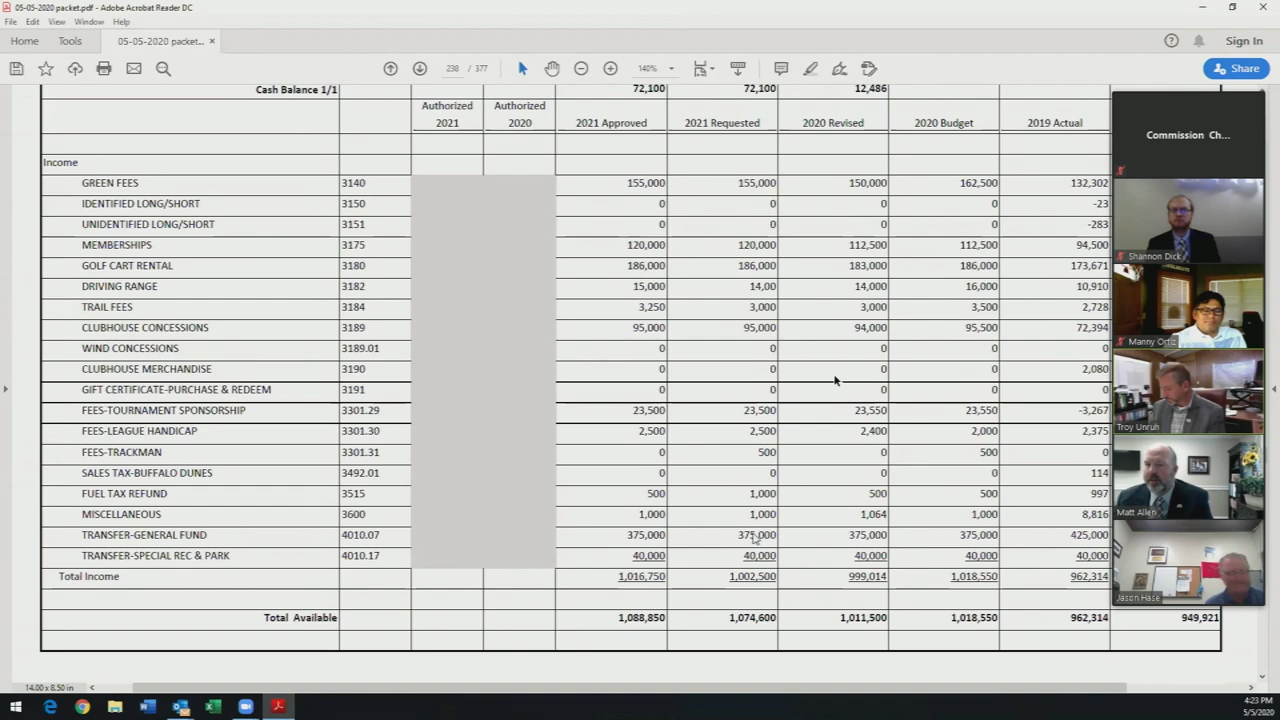 05-05-2020 packet.pdf - Adobe Acrobat Reader DC
File Edit View Window Help
Home Tools 05-05-2020 packet... × Sign In
238 / 377 140% Share
Cash Balance 1/1 72,100 72,100 12,486
Authorized Authorized
2021 2020 2021 Approved 2021 Requested 2020 Revised 2020 Budget 2019 Actual
Income
GREEN FEES 3140 155,000 155,000 150,000 162,500 132,302
IDENTIFIED LONG/SHORT 3150 0 0 0 0 -23
UNIDENTIFIED LONG/SHORT 3151 0 0 0 0 -283
MEMBERSHIPS 3175 120,000 120,000 112,500 112,500 94,500
GOLF CART RENTAL 3180 186,000 186,000 183,000 186,000 173,671
DRIVING RANGE 3182 15,000 14,00 14,000 16,000 10,910
TRAIL FEES 3184 3,250 3,000 3,000 3,500 2,728
CLUBHOUSE CONCESSIONS 3189 95,000 95,000 94,000 95,500 72,394
WIND CONCESSIONS 3189.01 0 0 0 0 0
CLUBHOUSE MERCHANDISE 3190 0 0 0 0 2,080
GIFT CERTIFICATE-PURCHASE & REDEEM 3191 0 0 0 0 0
FEES-TOURNAMENT SPONSORSHIP 3301.29 23,500 23,500 23,550 23,550 -3,267
FEES-LEAGUE HANDICAP 3301.30 2,500 2,500 2,400 2,000 2,375
FEES-TRACKMAN 3301.31 0 500 0 500 0
SALES TAX-BUFFALO DUNES 3492.01 0 0 0 0 114
FUEL TAX REFUND 3515 500 1,000 500 500 997
MISCELLANEOUS 3600 1,000 1,000 1,064 1,000 8,816
TRANSFER-GENERAL FUND 4010.07 375,000 375,000 375,000 375,000 425,000
TRANSFER-SPECIAL REC & PARK 4010.17 40,000 40,000 40,000 40,000 40,000
Total Income 1,016,750 1,002,500 999,014 1,018,550 962,314
Total Available 1,088,850 1,074,600 1,011,500 1,018,550 962,314 949,921
Commission Ch...
Shannon Dick
Manny Ortiz
Troy Unruh
Matt Allen
Jason Hase
14.00 x 8.50 in
4:23 PM
5/5/2020